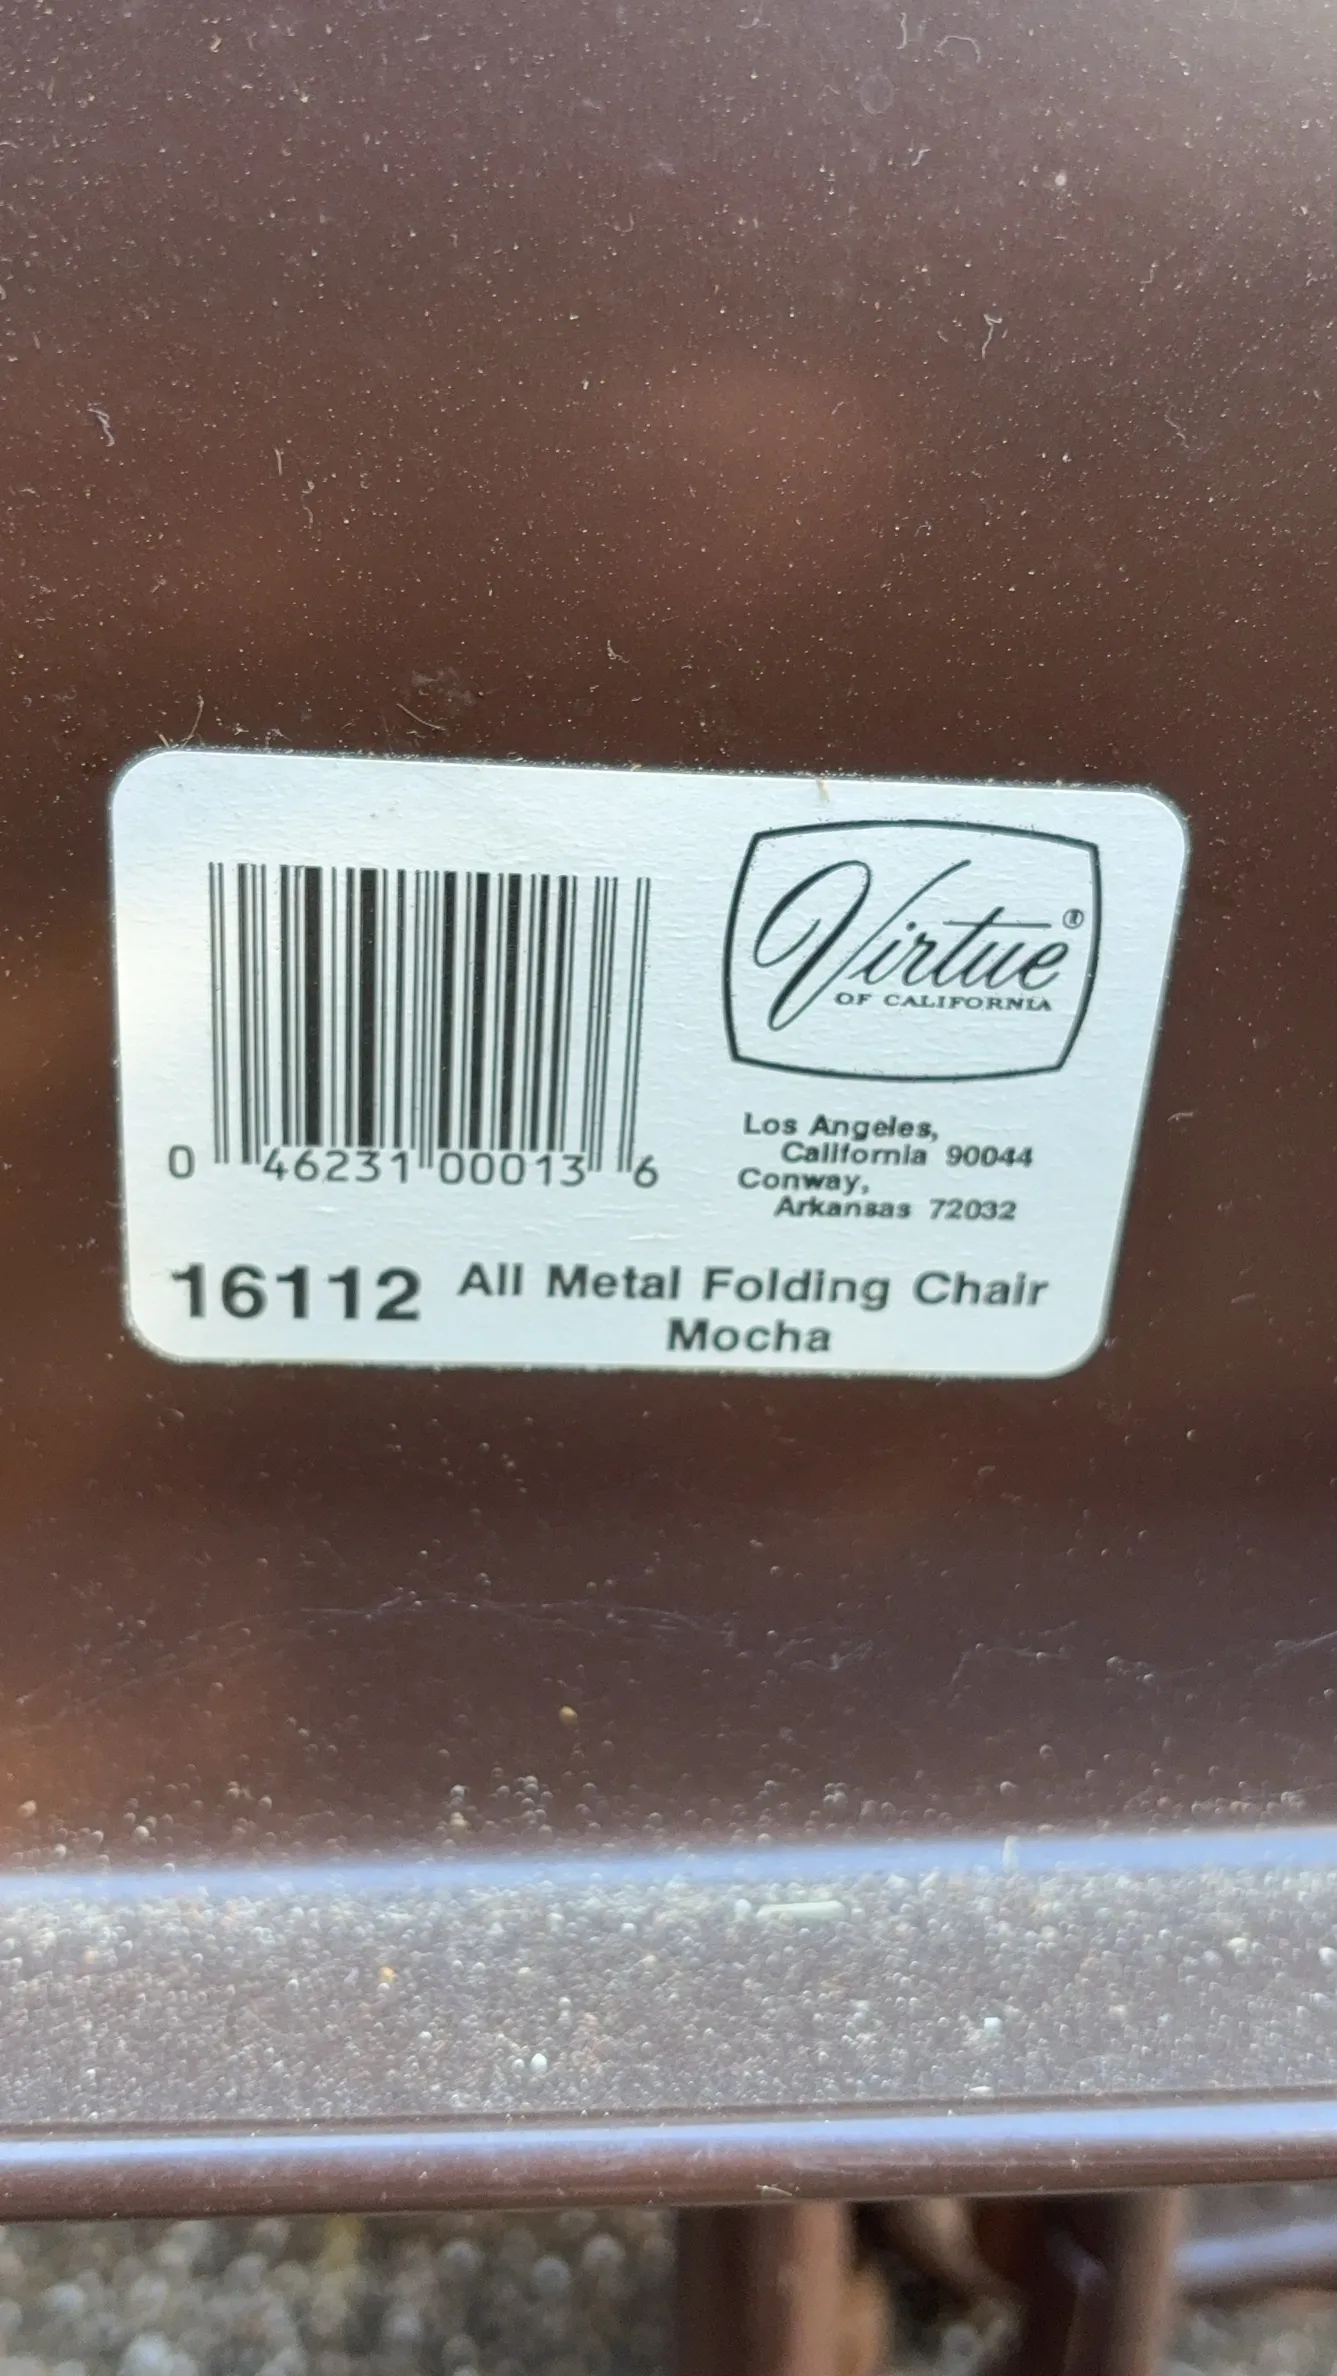 Virtue®
OF CALIFORNIA
Los Angeles,
California 90044
Conway,
Arkansas 72032
0 46231 00013 6
16112 All Metal Folding Chair
Mocha